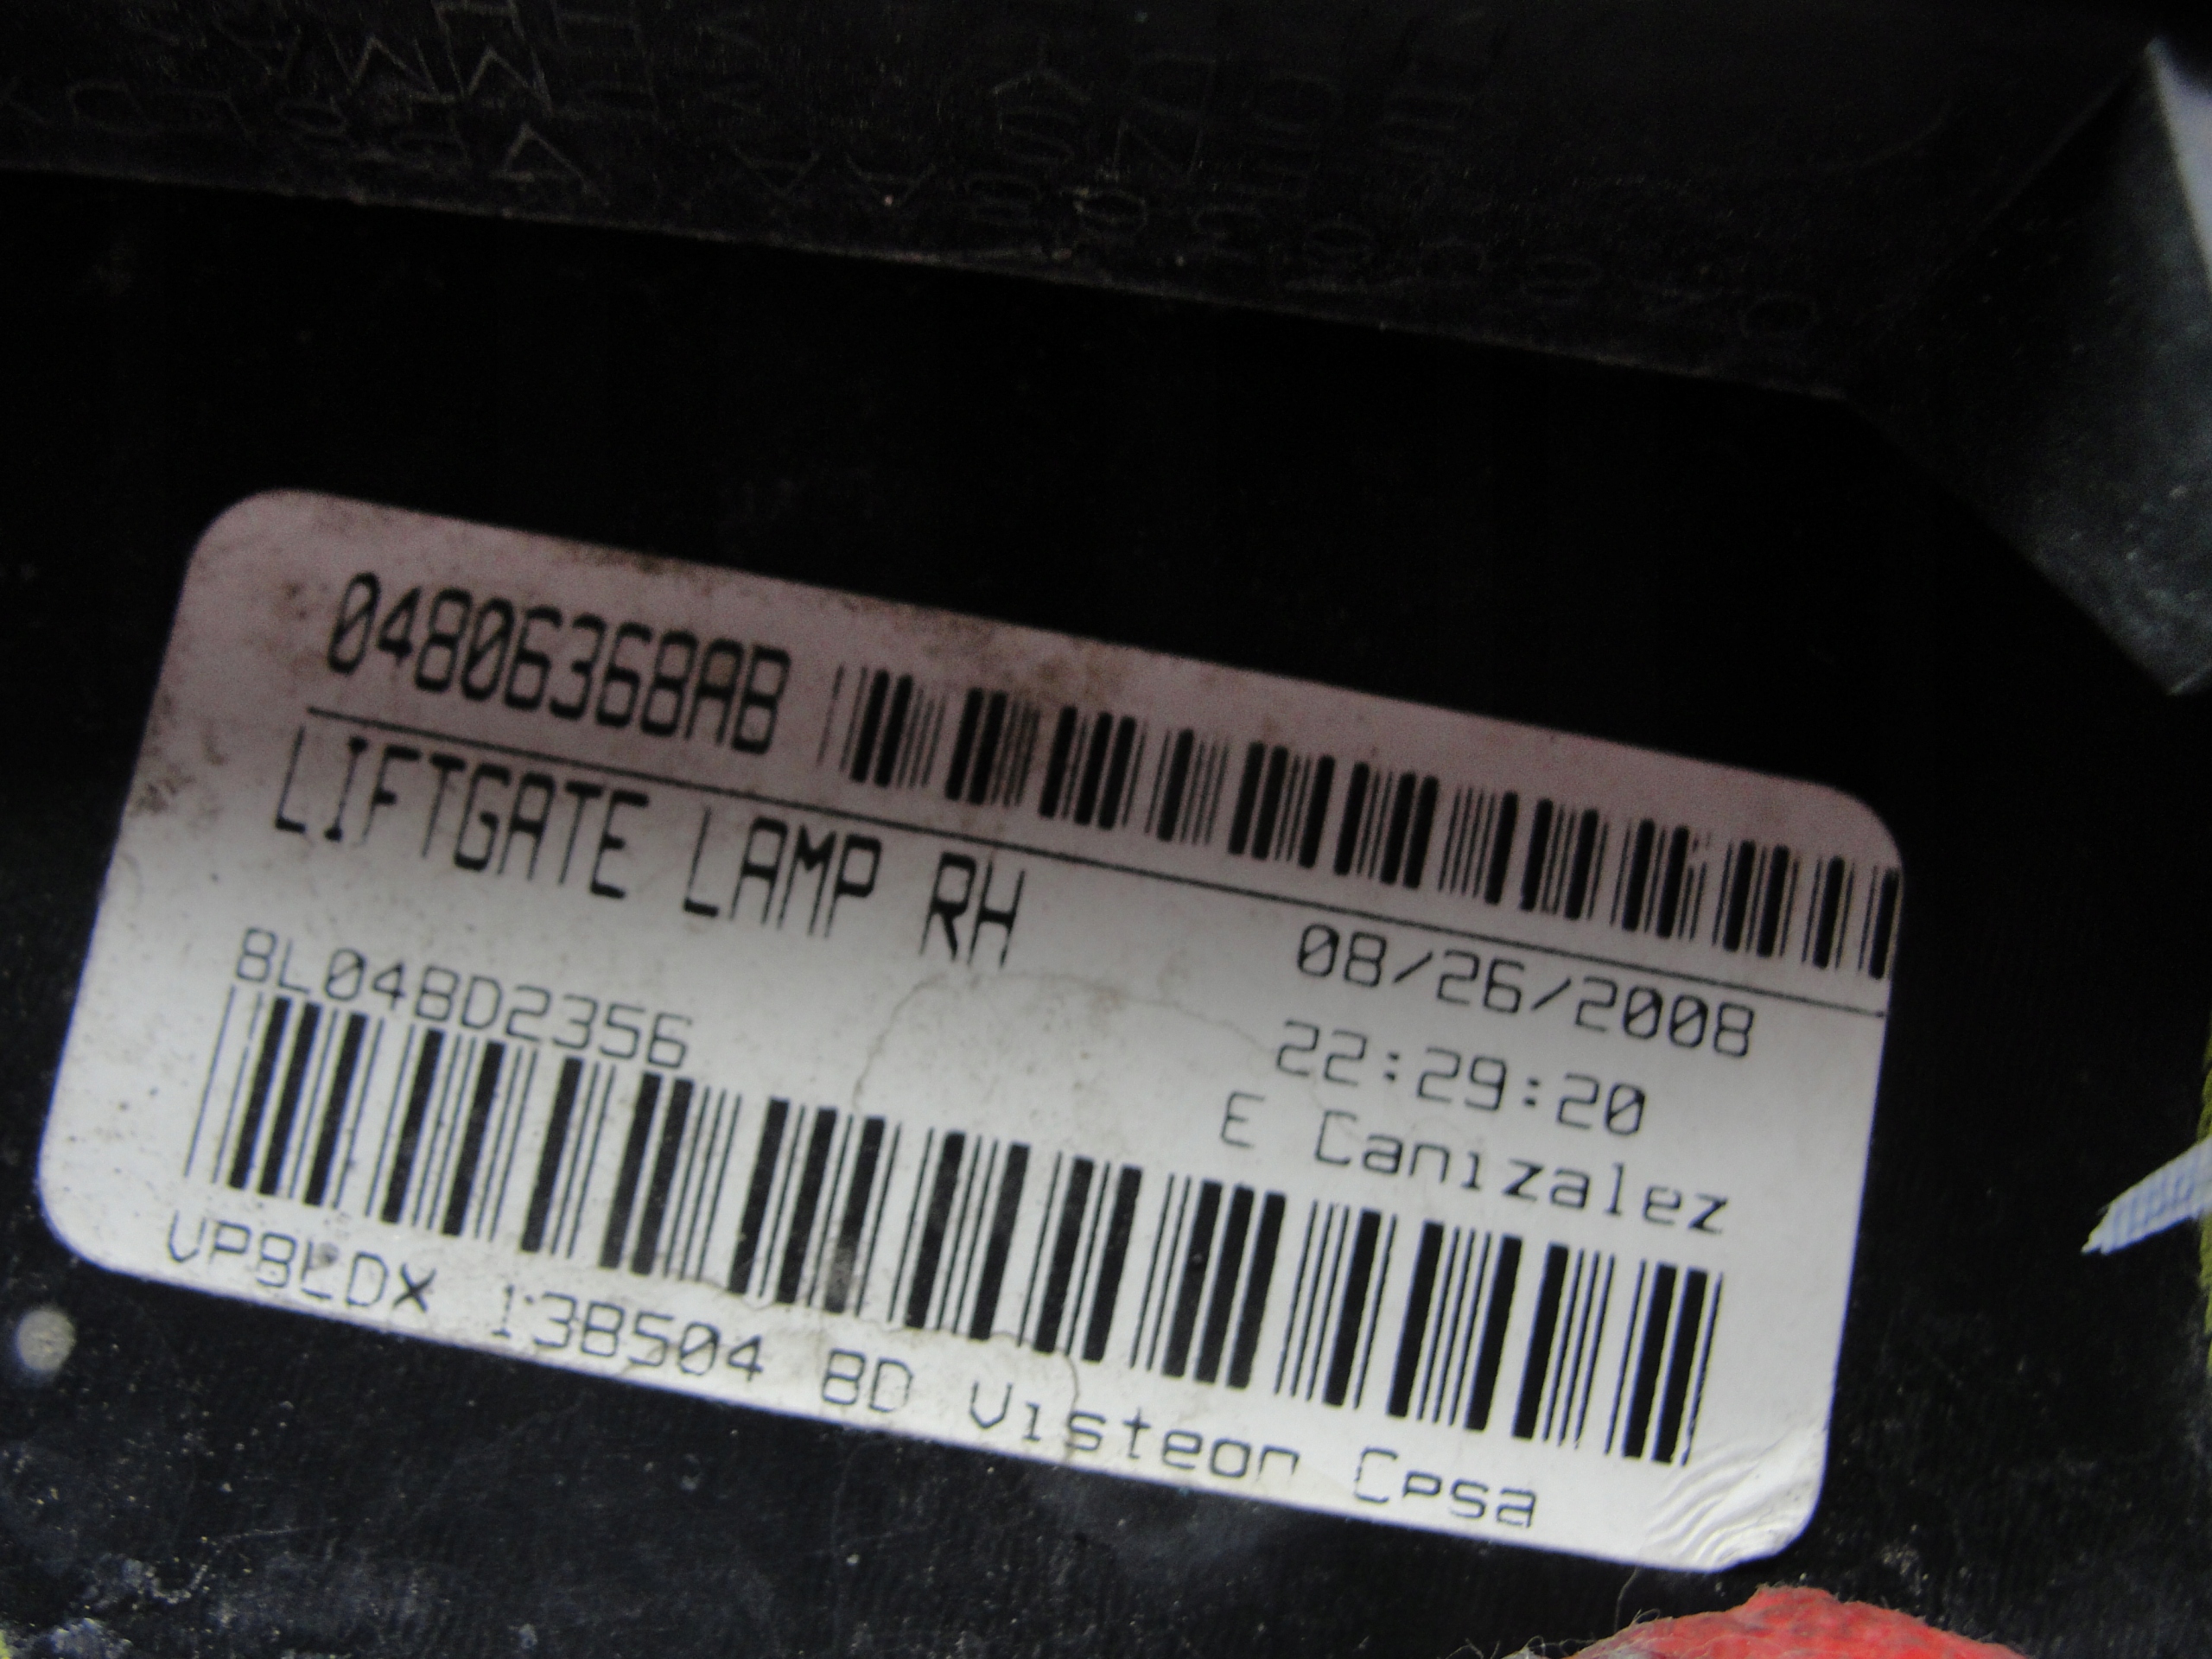 04806368AB
LIFTGATE LAMP RH
08/26/2008
22:29:20
E Canizalez
8L048D2356
VP8LDX 13B504 BD Visteon Cpsa